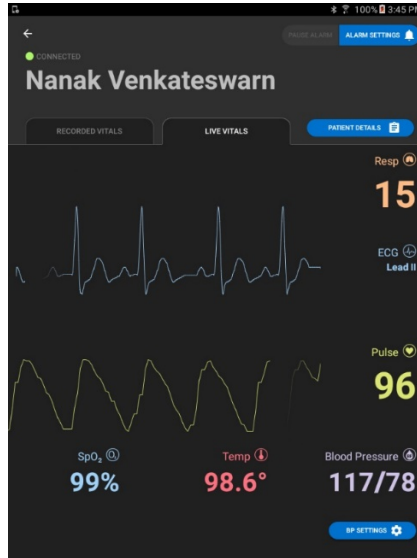 100% 3:45 PM
PAUSE ALARM
ALARM SETTINGS
CONNECTED
Nanak Venkateswarn
RECORDED VITALS
LIVE VITALS
PATIENT DETAILS
Resp
15
ECG
Lead II
Pulse
96
SpO₂
99%
Temp
98.6°
Blood Pressure
117/78
BP SETTINGS